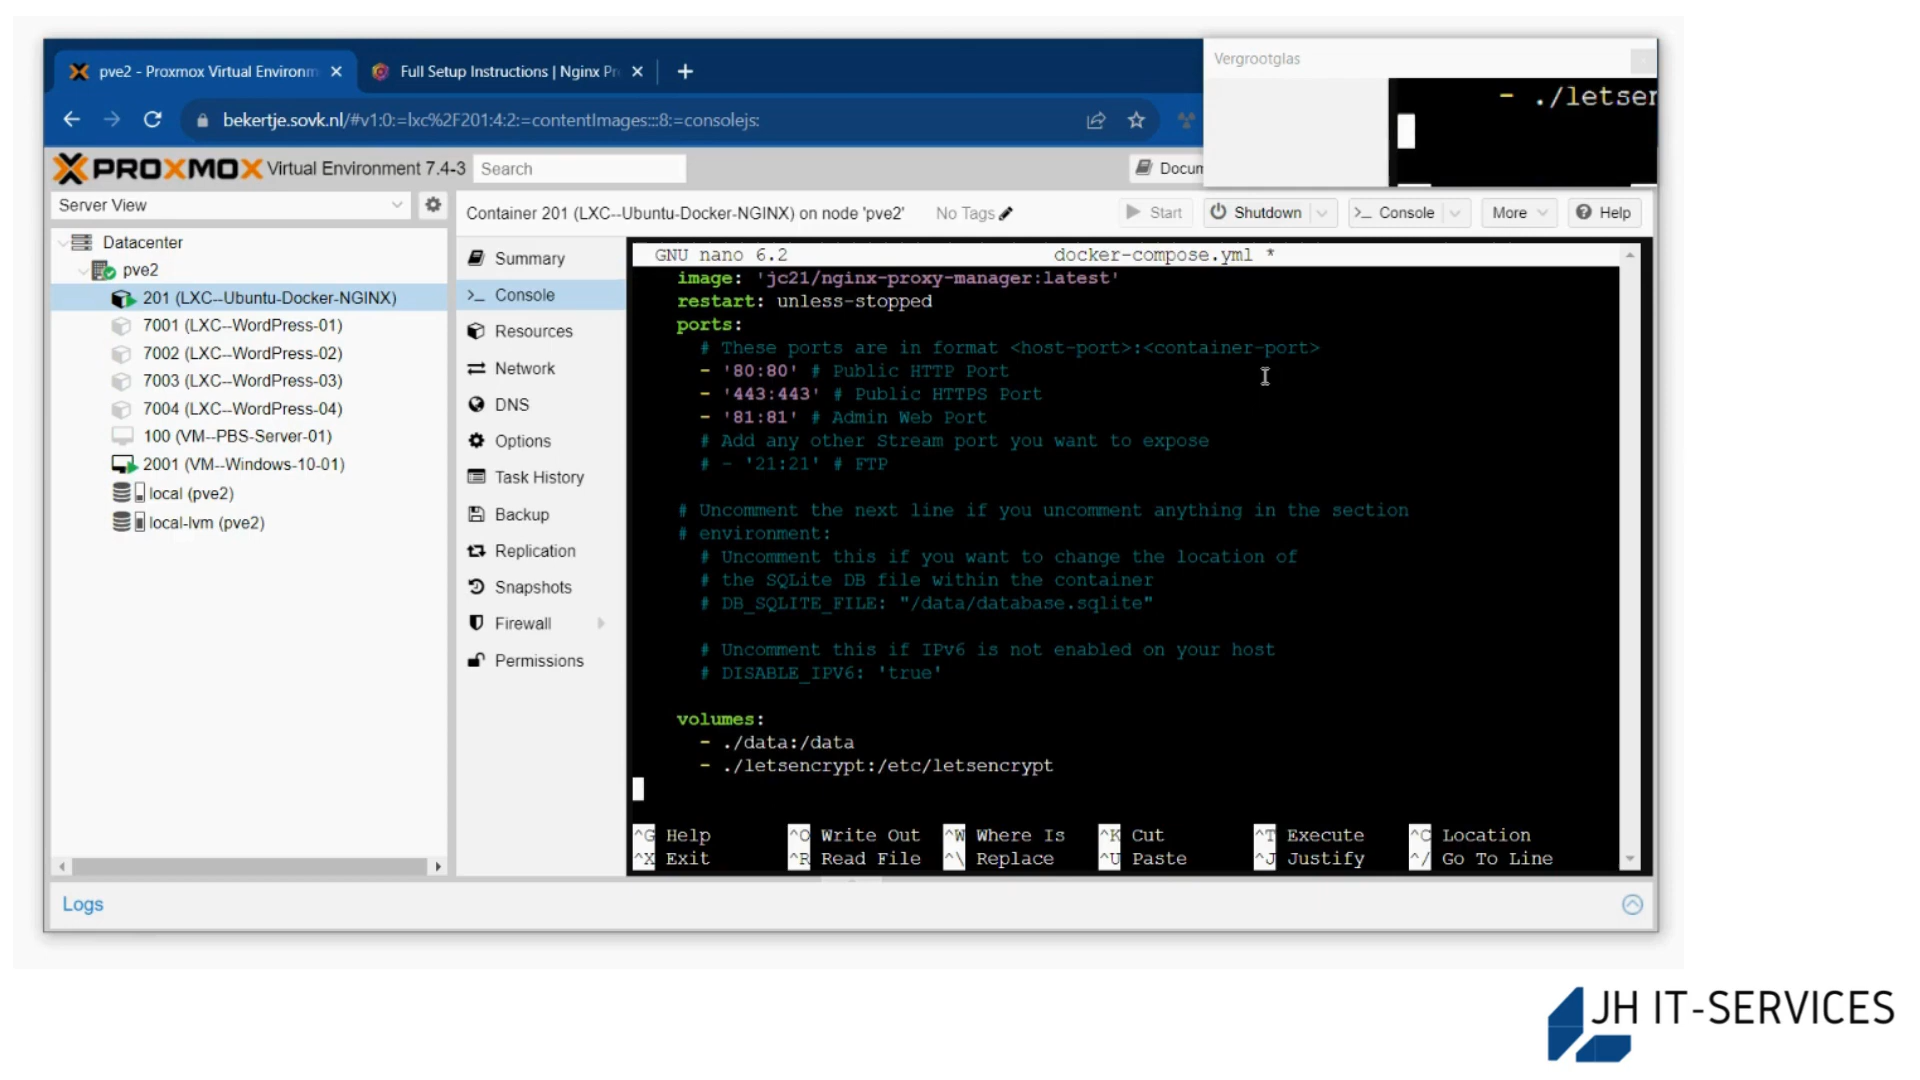 pve2 - Proxmox Virtual Environm
Full Setup Instructions | Nginx Pr
Vergrootglas
- ./letser
bekertje.sovk.nl/#v1:0:=lxc%2F201:4:2:=contentImages:::8:=consolejs:
PROXMOX Virtual Environment 7.4-3
Search
Docum
Server View
Container 201 (LXC--Ubuntu-Docker-NGINX) on node 'pve2'
No Tags
Start
Shutdown
Console
More
Help
Datacenter
pve2
201 (LXC--Ubuntu-Docker-NGINX)
7001 (LXC--WordPress-01)
7002 (LXC--WordPress-02)
7003 (LXC--WordPress-03)
7004 (LXC--WordPress-04)
100 (VM--PBS-Server-01)
2001 (VM--Windows-10-01)
local (pve2)
local-lvm (pve2)
Summary
Console
Resources
Network
DNS
Options
Task History
Backup
Replication
Snapshots
Firewall
Permissions
GNU nano 6.2 docker-compose.yml *
image: 'jc21/nginx-proxy-manager:latest'
restart: unless-stopped
ports:
# These ports are in format <host-port>:<container-port>
- '80:80' # Public HTTP Port
- '443:443' # Public HTTPS Port
- '81:81' # Admin Web Port
# Add any other Stream port you want to expose
# - '21:21' # FTP
# Uncomment the next line if you uncomment anything in the section
# environment:
# Uncomment this if you want to change the location of
# the SQLite DB file within the container
# DB_SQLITE_FILE: "/data/database.sqlite"
# Uncomment this if IPv6 is not enabled on your host
# DISABLE_IPV6: 'true'
volumes:
- ./data:/data
- ./letsencrypt:/etc/letsencrypt
^G Help ^O Write Out ^W Where Is ^K Cut ^T Execute ^C Location
^X Exit ^R Read File ^\ Replace ^U Paste ^J Justify ^/ Go To Line
Logs
JH IT-SERVICES